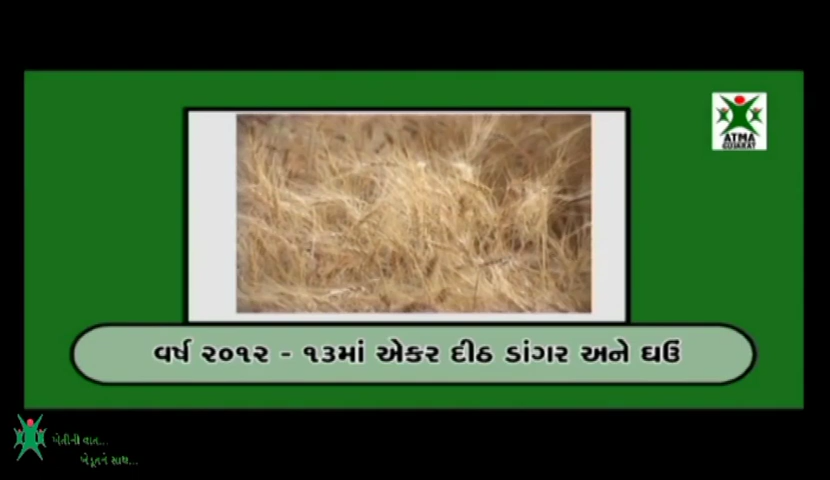 ATMA
GUJARAT
વર્ષ ૨૦૧૨ - ૧૩માં એકર દીઠ ડાંગર અને ઘઉં
ખેતીની વાત...
ખેડૂતને સાથ...